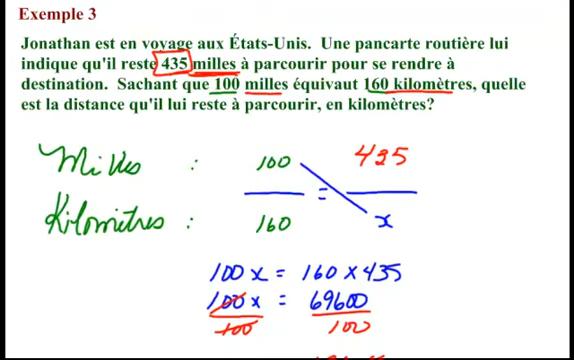 Exemple 3
Jonathan est en voyage aux États-Unis. Une pancarte routière lui
indique qu'il reste 435 milles à parcourir pour se rendre à
destination. Sachant que 100 milles équivaut 160 kilomètres, quelle
est la distance qu'il lui reste à parcourir, en kilomètres?
Milles : 100 = 435
Kilomètres : 160 x
100 x = 160 x 435
100 x = 69600
100 100